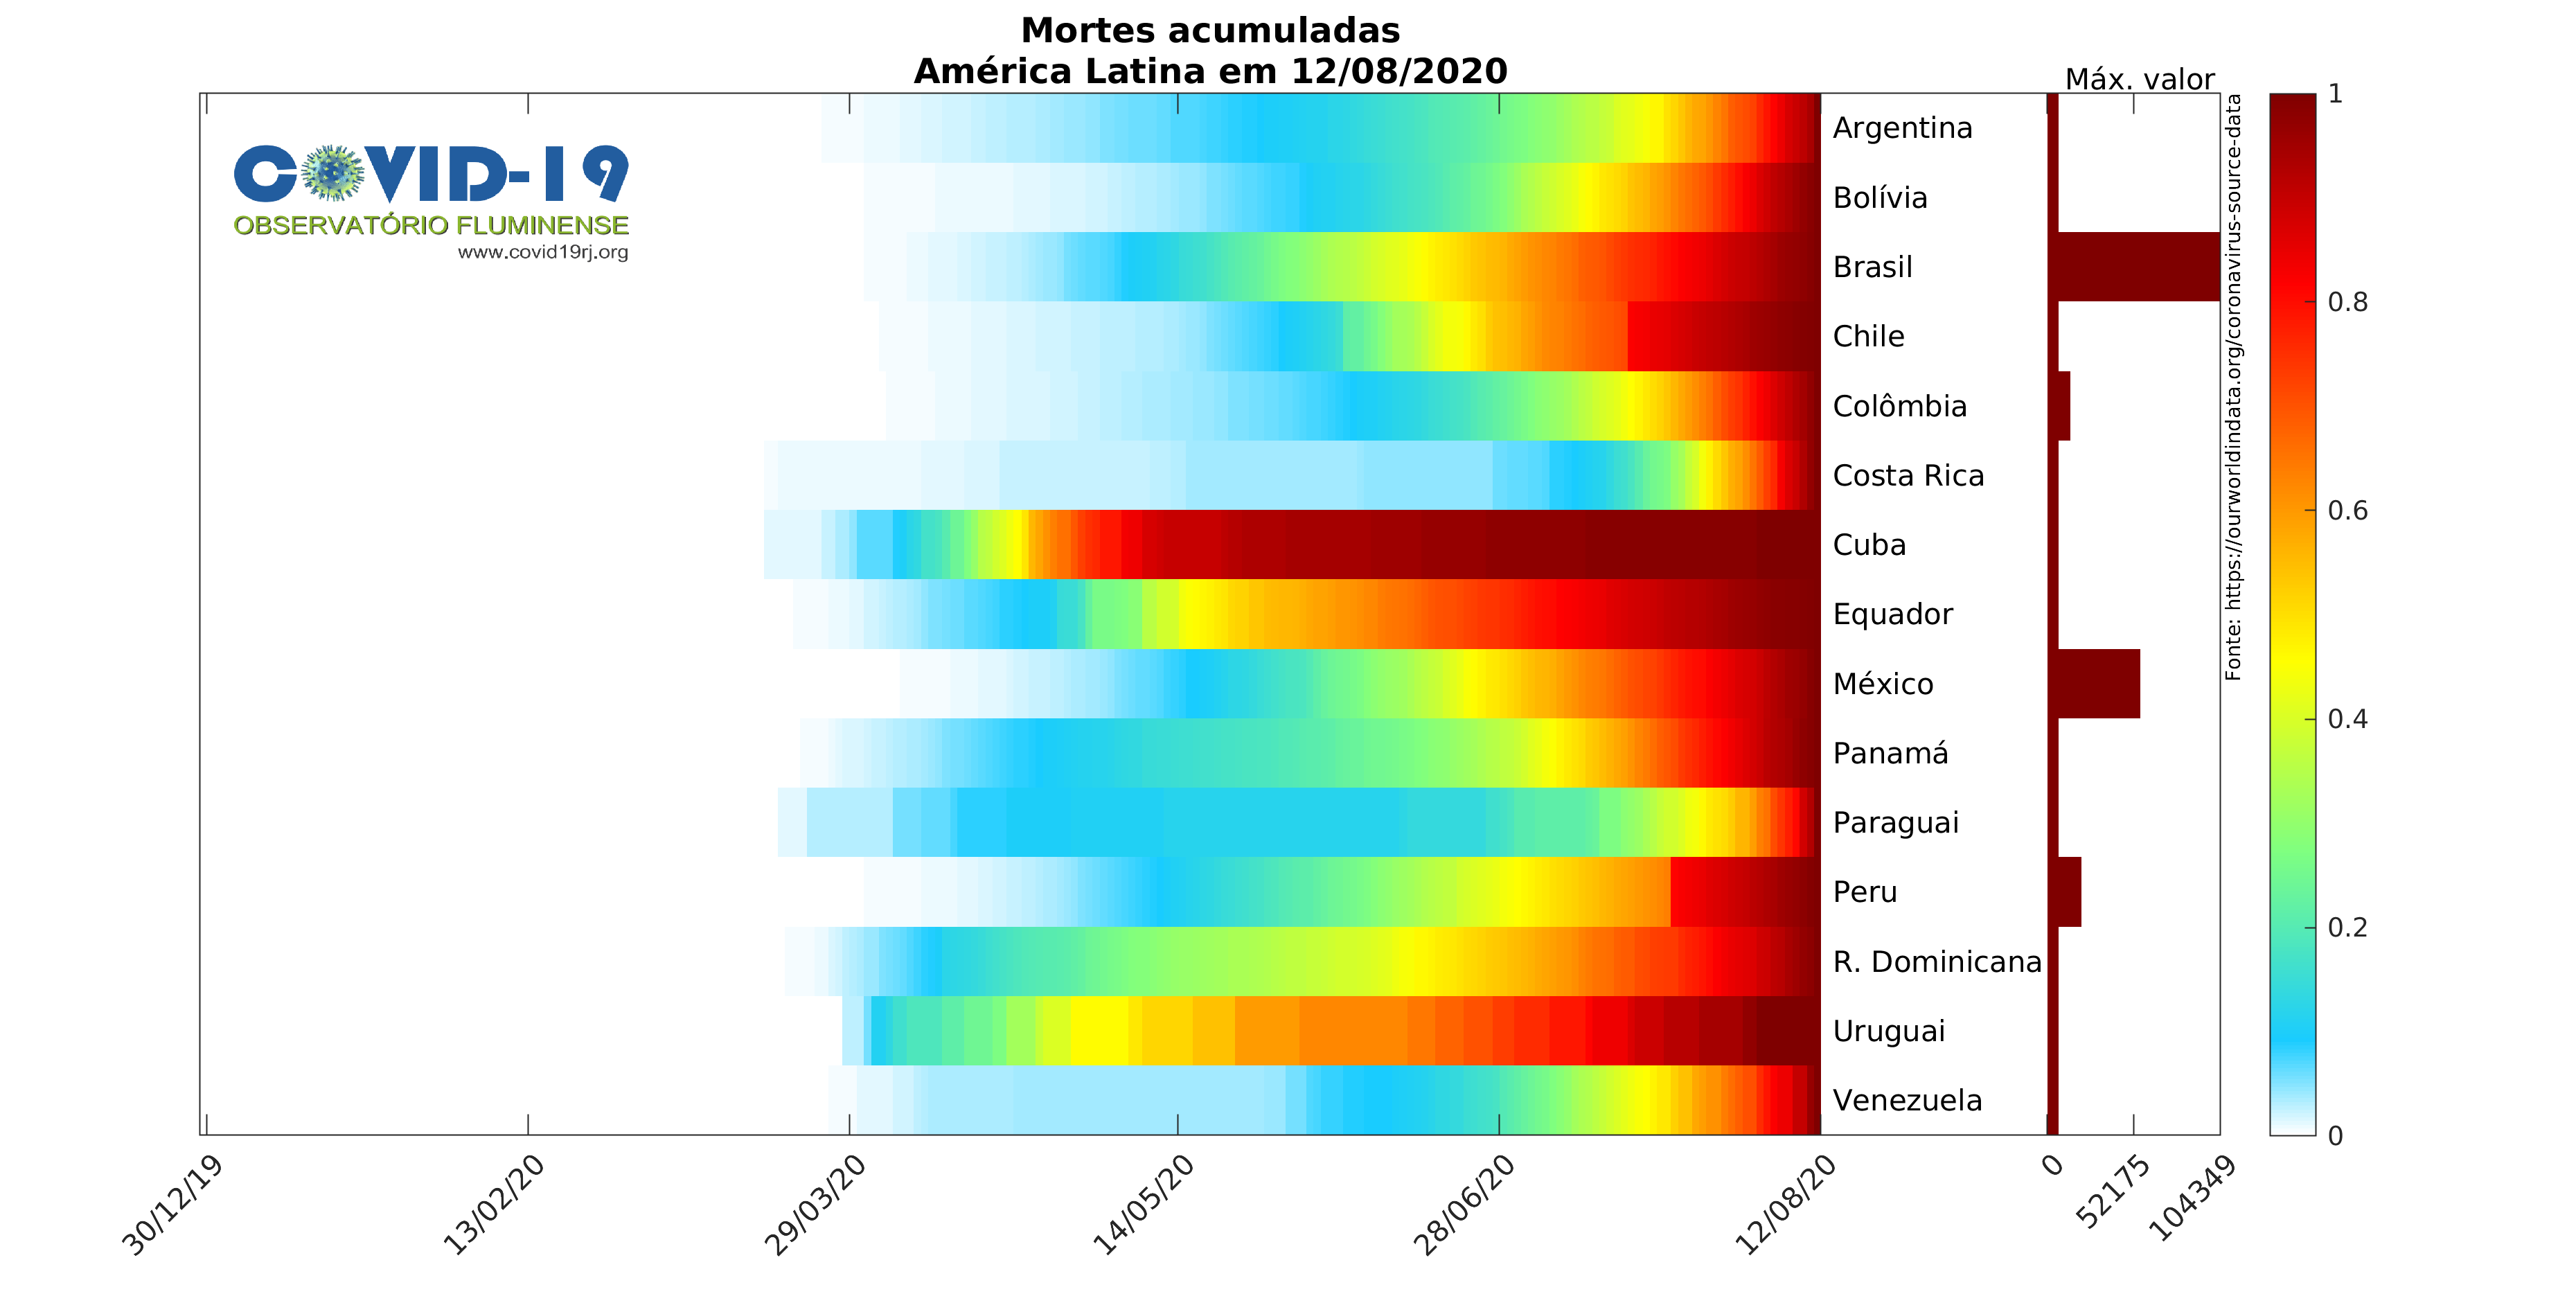 Mortes acumuladas
América Latina em 12/08/2020
Máx. valor
COVID-19
OBSERVATÓRIO FLUMINENSE
www.covid19rj.org
Argentina
Bolívia
Brasil
Chile
Colômbia
Costa Rica
Cuba
Equador
México
Panamá
Paraguai
Peru
R. Dominicana
Uruguai
Venezuela
Fonte: https://ourworldindata.org/coronavirus-source-data
1
0.8
0.6
0.4
0.2
0
30/12/19
13/02/20
29/03/20
14/05/20
28/06/20
12/08/20
0
52175
104349